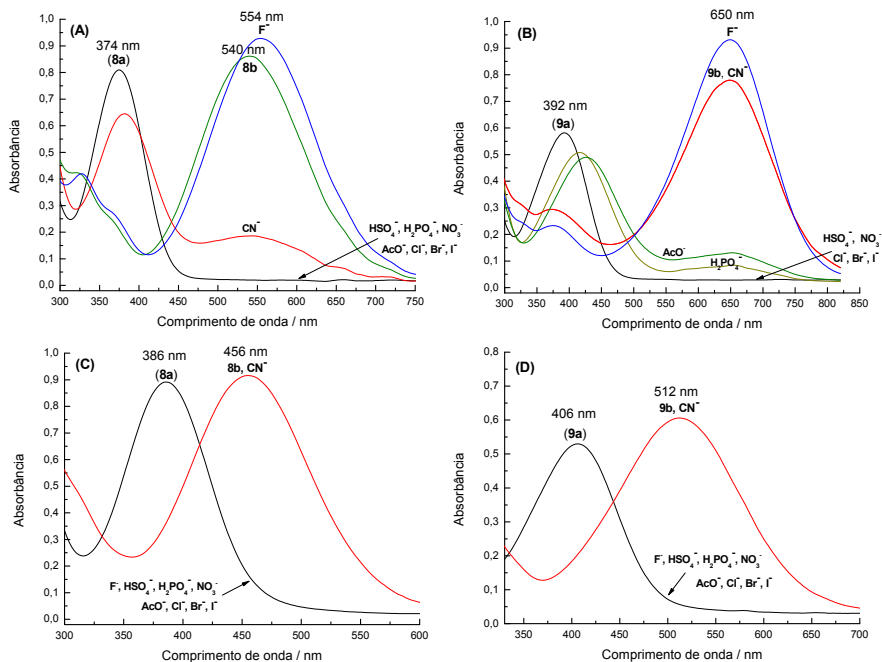 (A)
554 nm
F⁻
540 nm
8b
374 nm
(8a)
CN⁻
HSO₄⁻, H₂PO₄⁻, NO₃⁻
AcO⁻, Cl⁻, Br⁻, I⁻
Absorbância
1,0
0,9
0,8
0,7
0,6
0,5
0,4
0,3
0,2
0,1
0,0
300 350 400 450 500 550 600 650 700 750
Comprimento de onda / nm
(B)
650 nm
F⁻
9b, CN⁻
392 nm
(9a)
AcO⁻
H₂PO₄⁻
HSO₄⁻, NO₃⁻
Cl⁻, Br⁻, I⁻
Absorbância
1,0
0,9
0,8
0,7
0,6
0,5
0,4
0,3
0,2
0,1
0,0
300 350 400 450 500 550 600 650 700 750 800 850
Comprimento de onda / nm
(C)
386 nm
(8a)
456 nm
8b, CN⁻
F⁻, HSO₄⁻, H₂PO₄⁻, NO₃⁻
AcO⁻, Cl⁻, Br⁻, I⁻
Absorbância
1,0
0,9
0,8
0,7
0,6
0,5
0,4
0,3
0,2
0,1
0,0
300 350 400 450 500 550 600
Comprimento de onda / nm
(D)
512 nm
9b, CN⁻
406 nm
(9a)
F⁻, HSO₄⁻, H₂PO₄⁻, NO₃⁻
AcO⁻, Cl⁻, Br⁻, I⁻
Absorbância
0,8
0,7
0,6
0,5
0,4
0,3
0,2
0,1
0,0
350 400 450 500 550 600 650 700
Comprimento de onda / nm